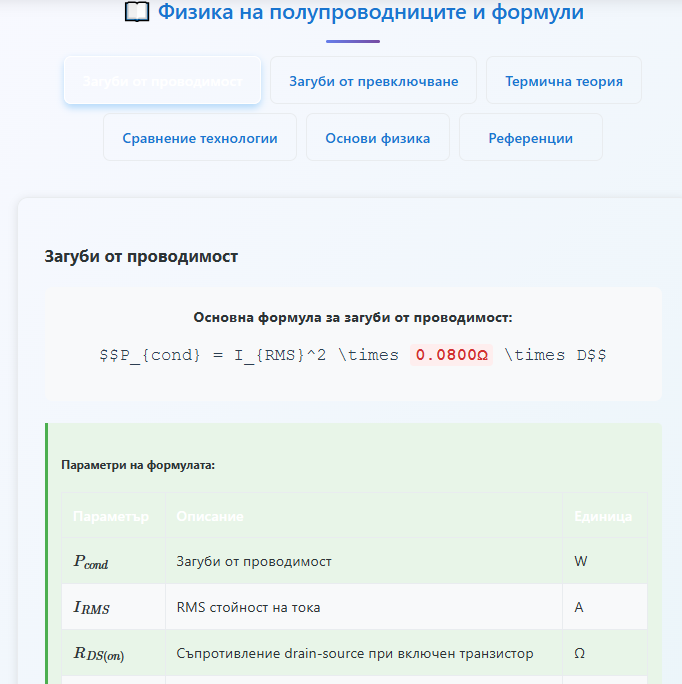 📖 Физика на полупроводниците и формули
Загуби от проводимост
Загуби от превключване
Термична теория
Сравнение технологии
Основи физика
Референции
Загуби от проводимост
Основна формула за загуби от проводимост:
$$P_{cond} = I_{RMS}^2 \times 0.0800Ω \times D$$
Параметри на формулата:
Параметър Описание Единица
P_{cond} Загуби от проводимост W
I_{RMS} RMS стойност на тока A
R_{DS(on)} Съпротивление drain-source при включен транзистор Ω